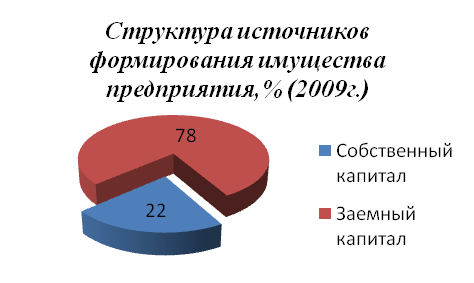 Структура источников
формирования имущества
предприятия,% (2009г.)
78
22
Собственный
капитал
Заемный
капитал